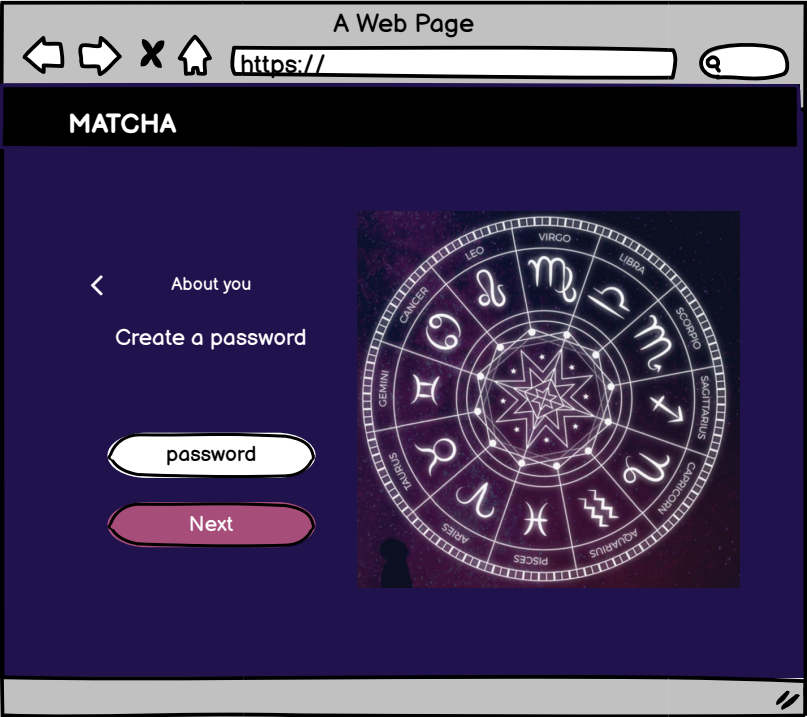 A Web Page
https://
MATCHA
About you
Create a password
password
Next
VIRGO
LIBRA
SCORPIO
SAGITTARIUS
CAPRICORN
AQUARIUS
PISCES
ARIES
TAURUS
GEMINI
CANCER
LEO